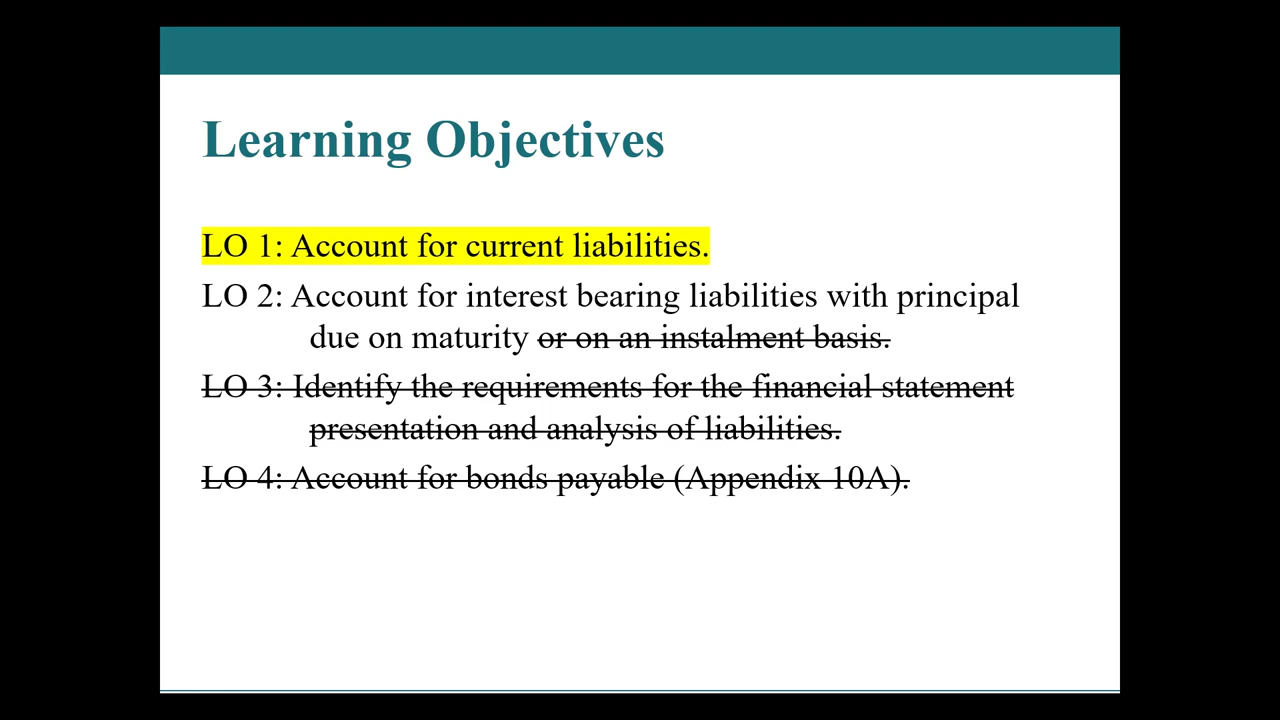 Learning Objectives
LO 1: Account for current liabilities.
LO 2: Account for interest bearing liabilities with principal
due on maturity or on an instalment basis.
LO 3: Identify the requirements for the financial statement
presentation and analysis of liabilities.
LO 4: Account for bonds payable (Appendix 10A).